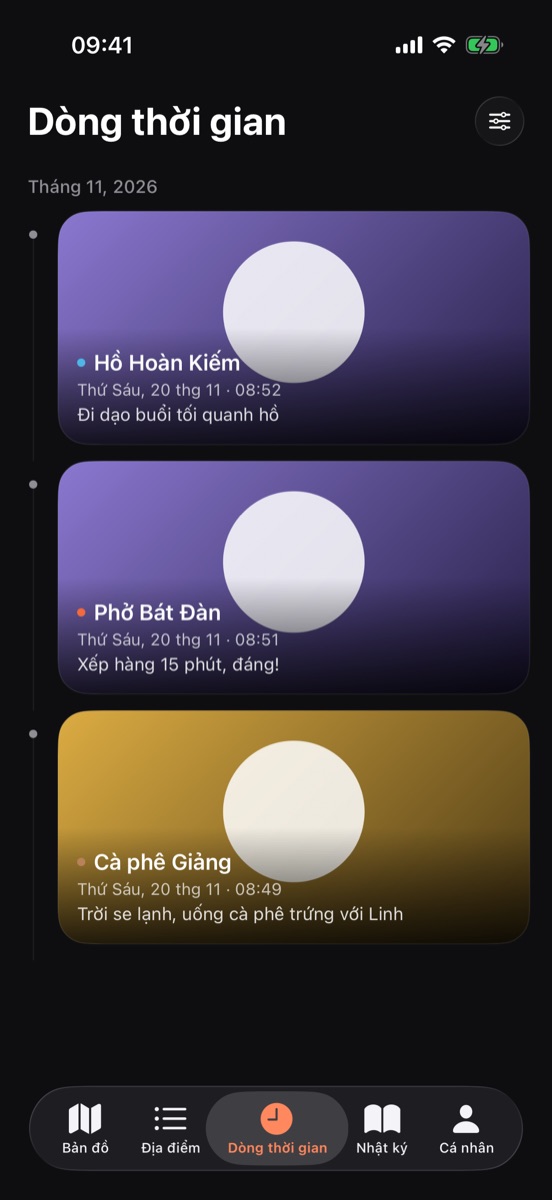 09:41
Dòng thời gian
Tháng 11, 2026
Hồ Hoàn Kiếm
Thứ Sáu, 20 thg 11 · 08:52
Đi dạo buổi tối quanh hồ
Phở Bát Đàn
Thứ Sáu, 20 thg 11 · 08:51
Xếp hàng 15 phút, đáng!
Cà phê Giảng
Thứ Sáu, 20 thg 11 · 08:49
Trời se lạnh, uống cà phê trứng với Linh
Bản đồ
Địa điểm
Dòng thời gian
Nhật ký
Cá nhân